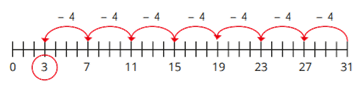 – 4 – 4 – 4 – 4 – 4 – 4 – 4
0 3 7 11 15 19 23 27 31